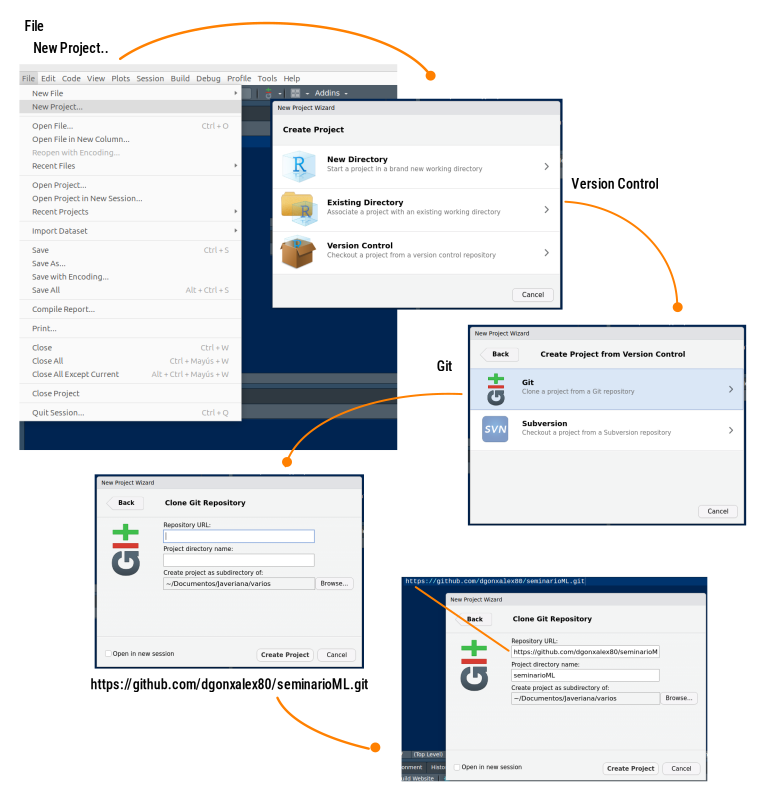 File
New Project..
File Edit Code View Plots Session Build Debug Profile Tools Help
New File
New Project...
Open File... Ctrl+O
Open File in New Column...
Reopen with Encoding...
Recent Files
Open Project...
Open Project in New Session...
Recent Projects
Import Dataset
Save Ctrl+S
Save As...
Save with Encoding...
Save All Alt+Ctrl+S
Compile Report...
Print...
Close Ctrl+W
Close All Ctrl+Mayús+W
Close All Except Current Alt+Ctrl+Mayús+W
Close Project
Quit Session... Ctrl+Q
Addins
New Project Wizard
Create Project
R
New Directory
Start a project in a brand new working directory
R
Existing Directory
Associate a project with an existing working directory
Version Control
Checkout a project from a version control repository
Cancel
Version Control
New Project Wizard
Back Create Project from Version Control
Git
Git
Clone a project from a Git repository
SVN
Subversion
Checkout a project from a Subversion repository
Cancel
Git
New Project Wizard
Back Clone Git Repository
Git
Repository URL:
Project directory name:
Create project as subdirectory of:
~/Documentos/Javeriana/varios Browse...
Open in new session Create Project Cancel
https://github.com/dgonxalex80/seminarioML.git
https://github.com/dgonxalex80/seminarioML.git
New Project Wizard
Back Clone Git Repository
Git
Repository URL:
https://github.com/dgonxalex80/seminarioM
Project directory name:
seminarioML
Create project as subdirectory of:
~/Documentos/Javeriana/varios Browse...
(Top Level)
onment Histo
ild Website
Open in new session Create Project Cancel